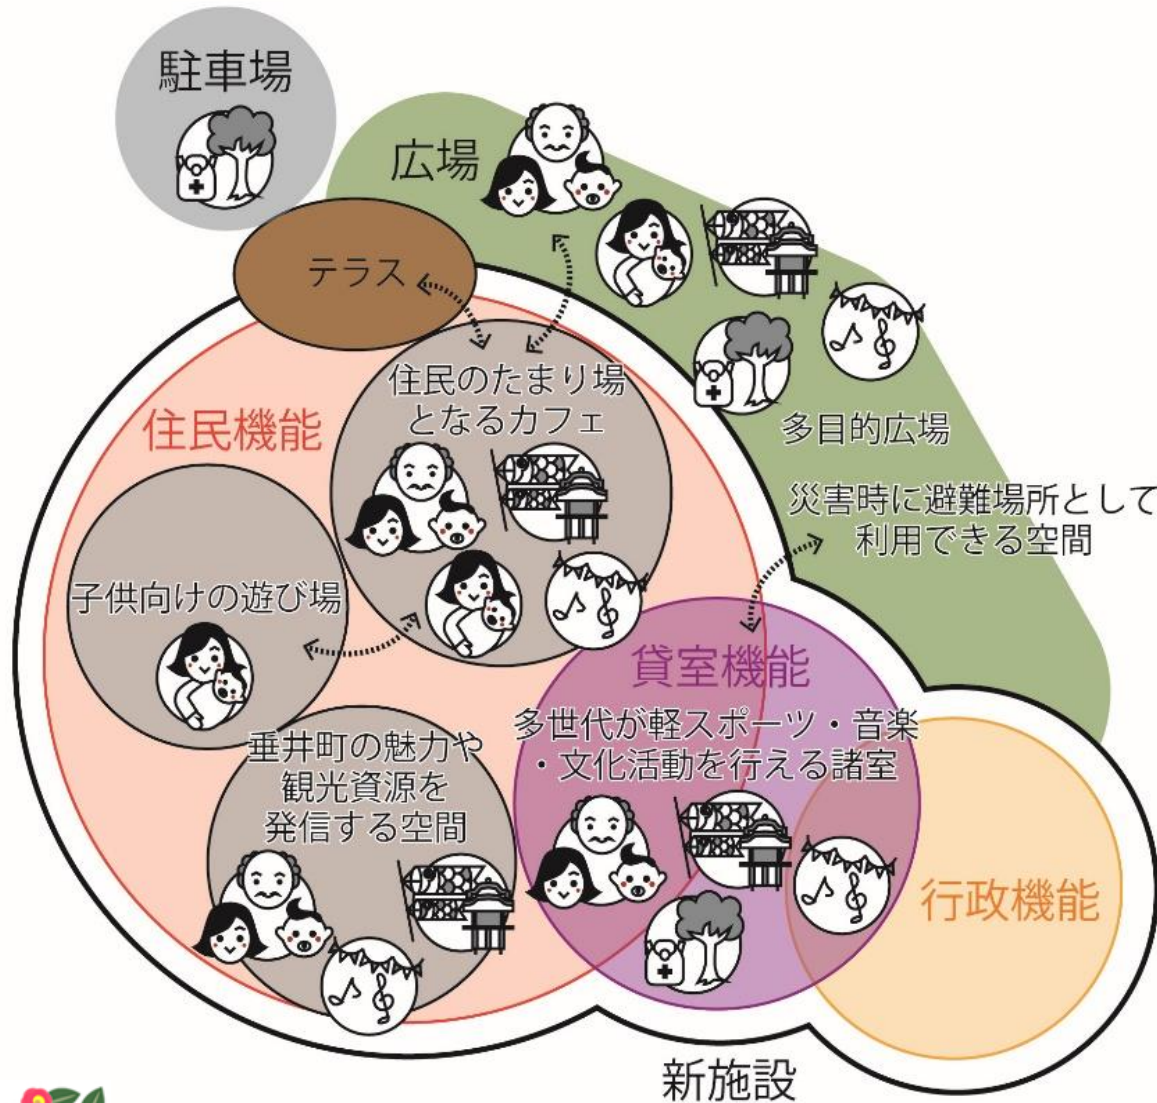 駐車場
広場
テラス
住民のたまり場
となるカフェ
住民機能
多目的広場
災害時に避難場所として
利用できる空間
子供向けの遊び場
貸室機能
多世代が軽スポーツ・音楽
・文化活動を行える諸室
垂井町の魅力や
観光資源を
発信する空間
行政機能
新施設